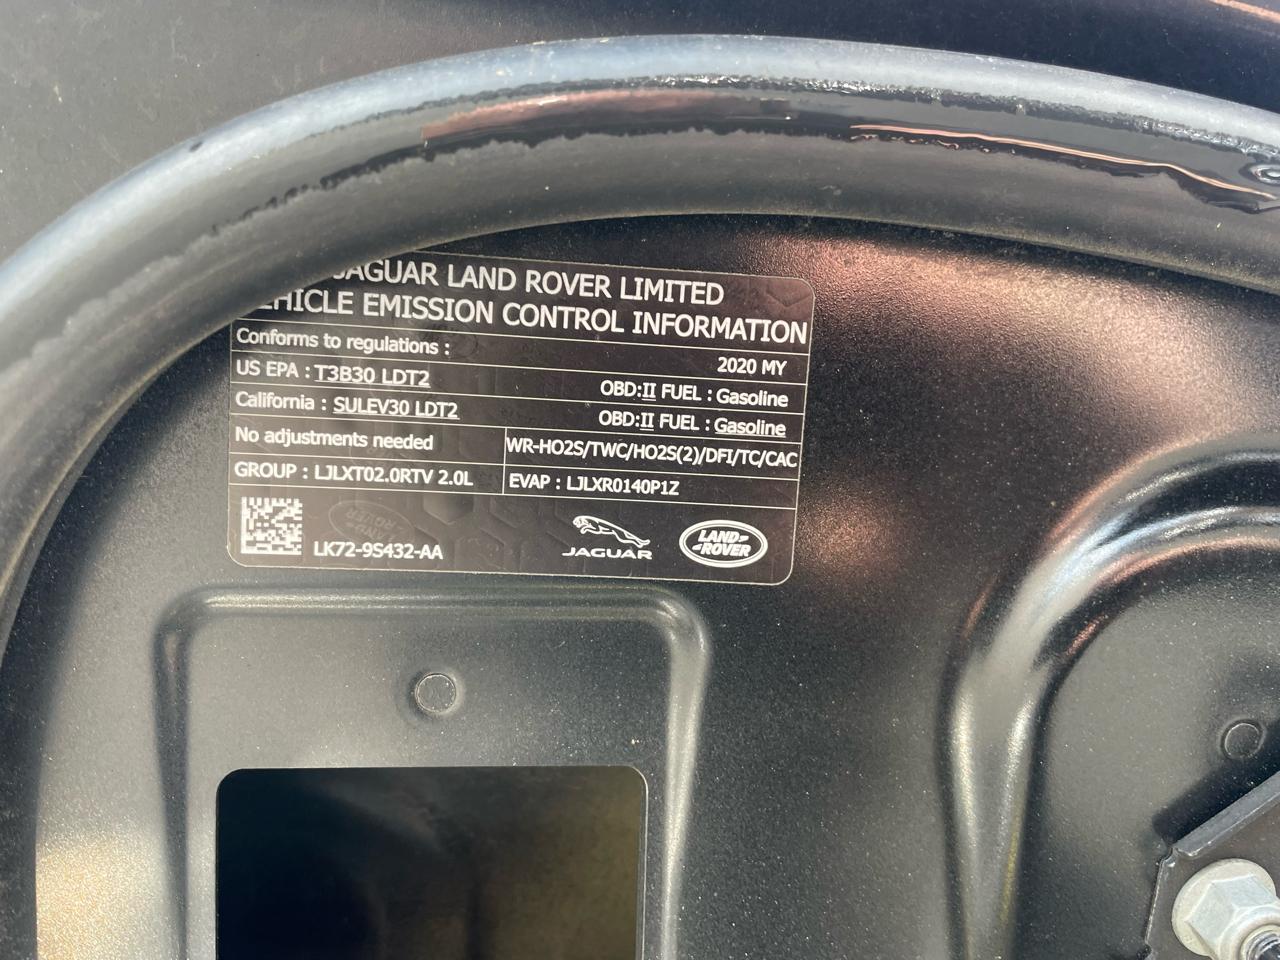 JAGUAR LAND ROVER LIMITED
VEHICLE EMISSION CONTROL INFORMATION
Conforms to regulations : 2020 MY
US EPA : T3B30 LDT2 OBD:II FUEL : Gasoline
California : SULEV30 LDT2 OBD:II FUEL : Gasoline
No adjustments needed WR-HO2S/TWC/HO2S(2)/DFI/TC/CAC
GROUP : LJLXT02.0RTV 2.0L EVAP : LJLXR0140P1Z
LK72-9S432-AA
JAGUAR
LAND-
-ROVER